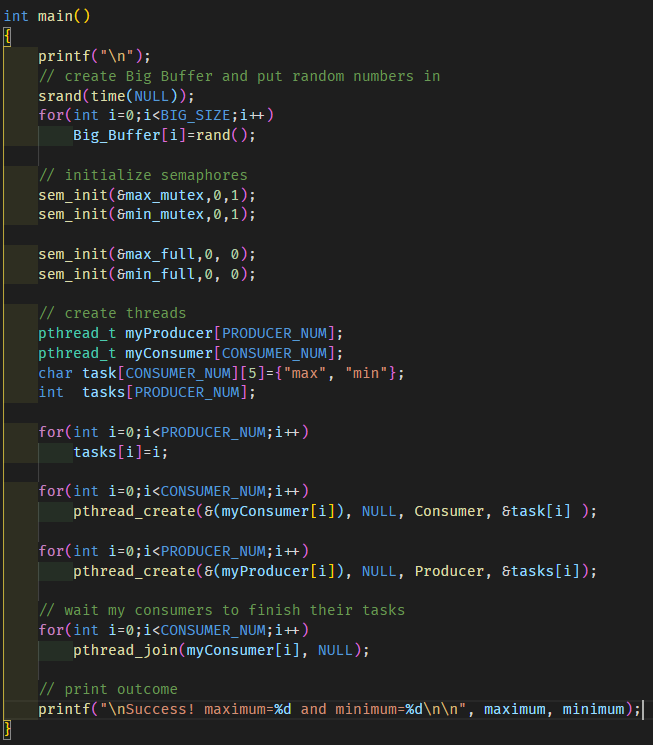 int main()
{
    printf("\n");
    // create Big Buffer and put random numbers in
    srand(time(NULL));
    for(int i=0;i<BIG_SIZE;i++)
        Big_Buffer[i]=rand();

    // initialize semaphores
    sem_init(&max_mutex,0,1);
    sem_init(&min_mutex,0,1);

    sem_init(&max_full,0, 0);
    sem_init(&min_full,0, 0);

    // create threads
    pthread_t myProducer[PRODUCER_NUM];
    pthread_t myConsumer[CONSUMER_NUM];
    char task[CONSUMER_NUM][5]={"max", "min"};
    int  tasks[PRODUCER_NUM];

    for(int i=0;i<PRODUCER_NUM;i++)
        tasks[i]=i;

    for(int i=0;i<CONSUMER_NUM;i++)
        pthread_create(&(myConsumer[i]), NULL, Consumer, &task[i] );

    for(int i=0;i<PRODUCER_NUM;i++)
        pthread_create(&(myProducer[i]), NULL, Producer, &tasks[i]);

    // wait my consumers to finish their tasks
    for(int i=0;i<CONSUMER_NUM;i++)
        pthread_join(myConsumer[i], NULL);

    // print outcome
    printf("\nSuccess! maximum=%d and minimum=%d\n\n", maximum, minimum);
}